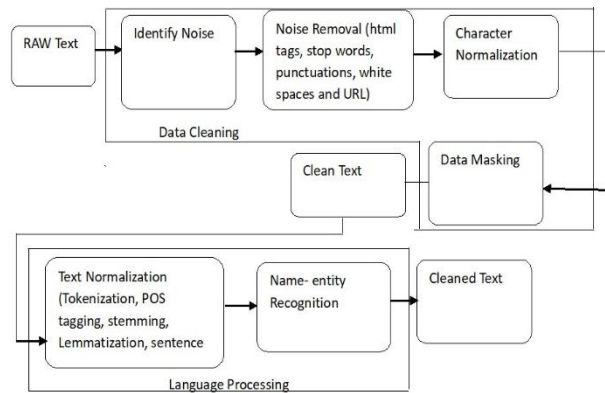 RAW Text
Identify Noise
Noise Removal (html
tags, stop words,
punctuations, white
spaces and URL)
Character
Normalization
Data Cleaning
Clean Text
Data Masking
Text Normalization
(Tokenization, POS
tagging, stemming,
Lemmatization, sentence
Name- entity
Recognition
Cleaned Text
Language Processing